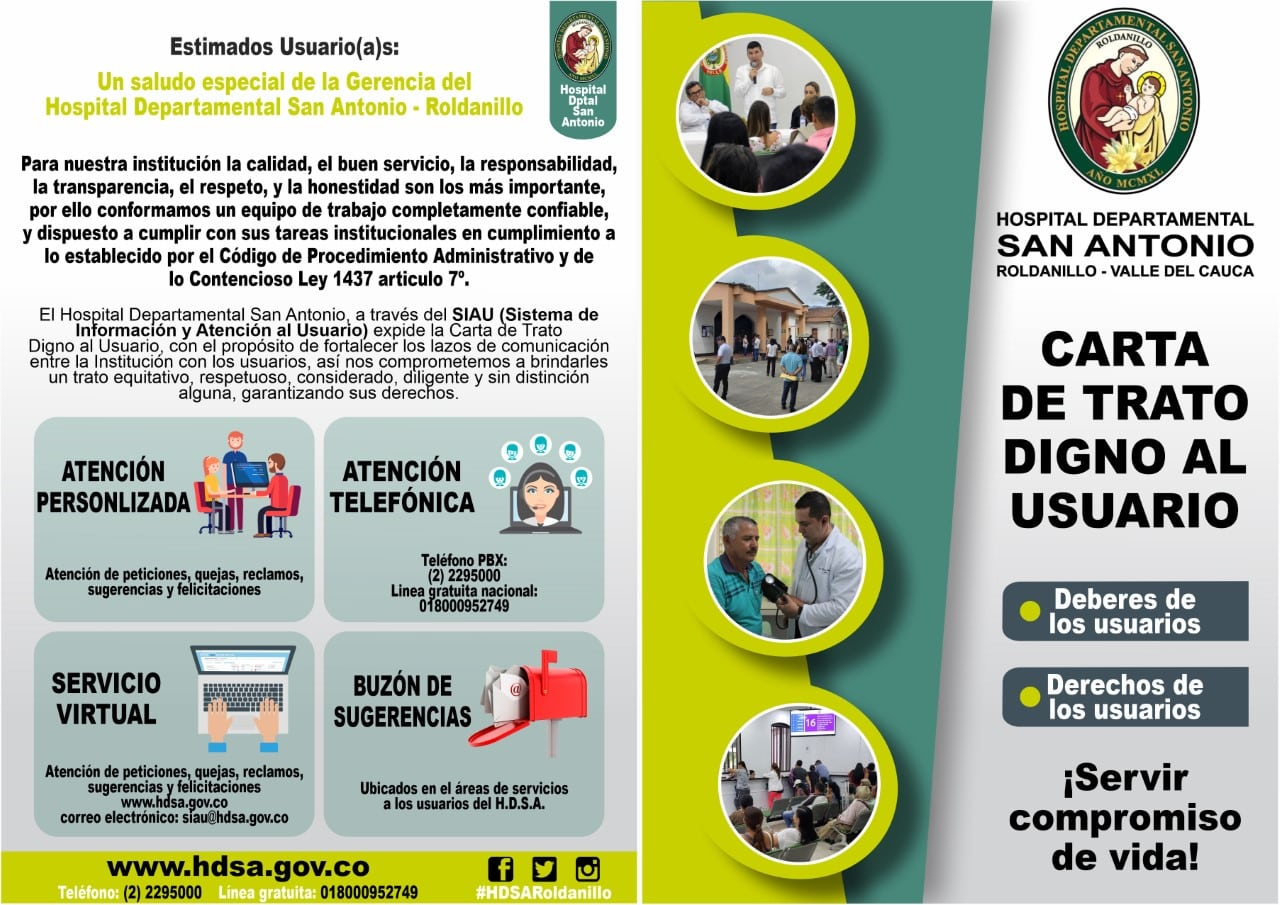 Estimados Usuario(a)s:
Un saludo especial de la Gerencia del
Hospital Departamental San Antonio - Roldanillo
Hospital
Dptal
San
Antonio
Para nuestra institución la calidad, el buen servicio, la responsabilidad,
la transparencia, el respeto, y la honestidad son los más importante,
por ello conformamos un equipo de trabajo completamente confiable,
y dispuesto a cumplir con sus tareas institucionales en cumplimiento a
lo establecido por el Código de Procedimiento Administrativo y de
lo Contencioso Ley 1437 articulo 7º.
El Hospital Departamental San Antonio, a través del SIAU (Sistema de
Información y Atención al Usuario) expide la Carta de Trato
Digno al Usuario, con el propósito de fortalecer los lazos de comunicación
entre la Institución con los usuarios, así nos comprometemos a brindarles
un trato equitativo, respetuoso, considerado, diligente y sin distinción
alguna, garantizando sus derechos.
ATENCIÓN
PERSONLIZADA
Atención de peticiones, quejas, reclamos,
sugerencias y felicitaciones
ATENCIÓN
TELEFÓNICA
Teléfono PBX:
(2) 2295000
Linea gratuita nacional:
018000952749
SERVICIO
VIRTUAL
Atención de peticiones, quejas, reclamos,
sugerencias y felicitaciones
www.hdsa.gov.co
correo electrónico: siau@hdsa.gov.co
BUZÓN DE
SUGERENCIAS
@
Ubicados en el áreas de servicios
a los usuarios del H.D.S.A.
www.hdsa.gov.co
Teléfono: (2) 2295000 Línea gratuita: 018000952749
#HDSARoldanillo
16
HOSPITAL DEPARTAMENTAL SAN ANTONIO
ROLDANILLO
AÑO MCMXL
HOSPITAL DEPARTAMENTAL
SAN ANTONIO
ROLDANILLO - VALLE DEL CAUCA
CARTA
DE TRATO
DIGNO AL
USUARIO
Deberes de
los usuarios
Derechos de
los usuarios
¡Servir
compromiso
de vida!